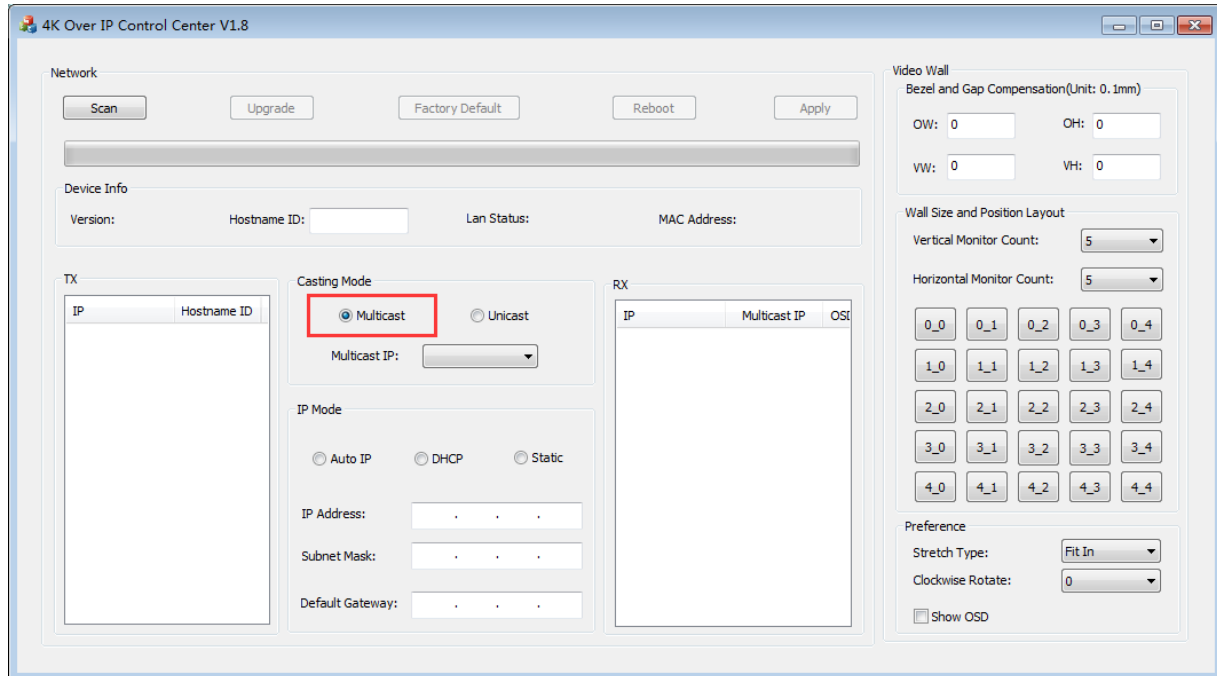 4K Over IP Control Center V1.8
Network
Scan Upgrade Factory Default Reboot Apply
Device Info
Version: Hostname ID: Lan Status: MAC Address:
TX
IP Hostname ID
Casting Mode
Multicast Unicast
Multicast IP:
IP Mode
Auto IP DHCP Static
IP Address: . . .
Subnet Mask: . . .
Default Gateway: . . .
RX
IP Multicast IP OSD
Video Wall
Bezel and Gap Compensation(Unit: 0.1mm)
OW: 0 OH: 0
VW: 0 VH: 0
Wall Size and Position Layout
Vertical Monitor Count: 5
Horizontal Monitor Count: 5
0_0 0_1 0_2 0_3 0_4
1_0 1_1 1_2 1_3 1_4
2_0 2_1 2_2 2_3 2_4
3_0 3_1 3_2 3_3 3_4
4_0 4_1 4_2 4_3 4_4
Preference
Stretch Type: Fit In
Clockwise Rotate: 0
Show OSD